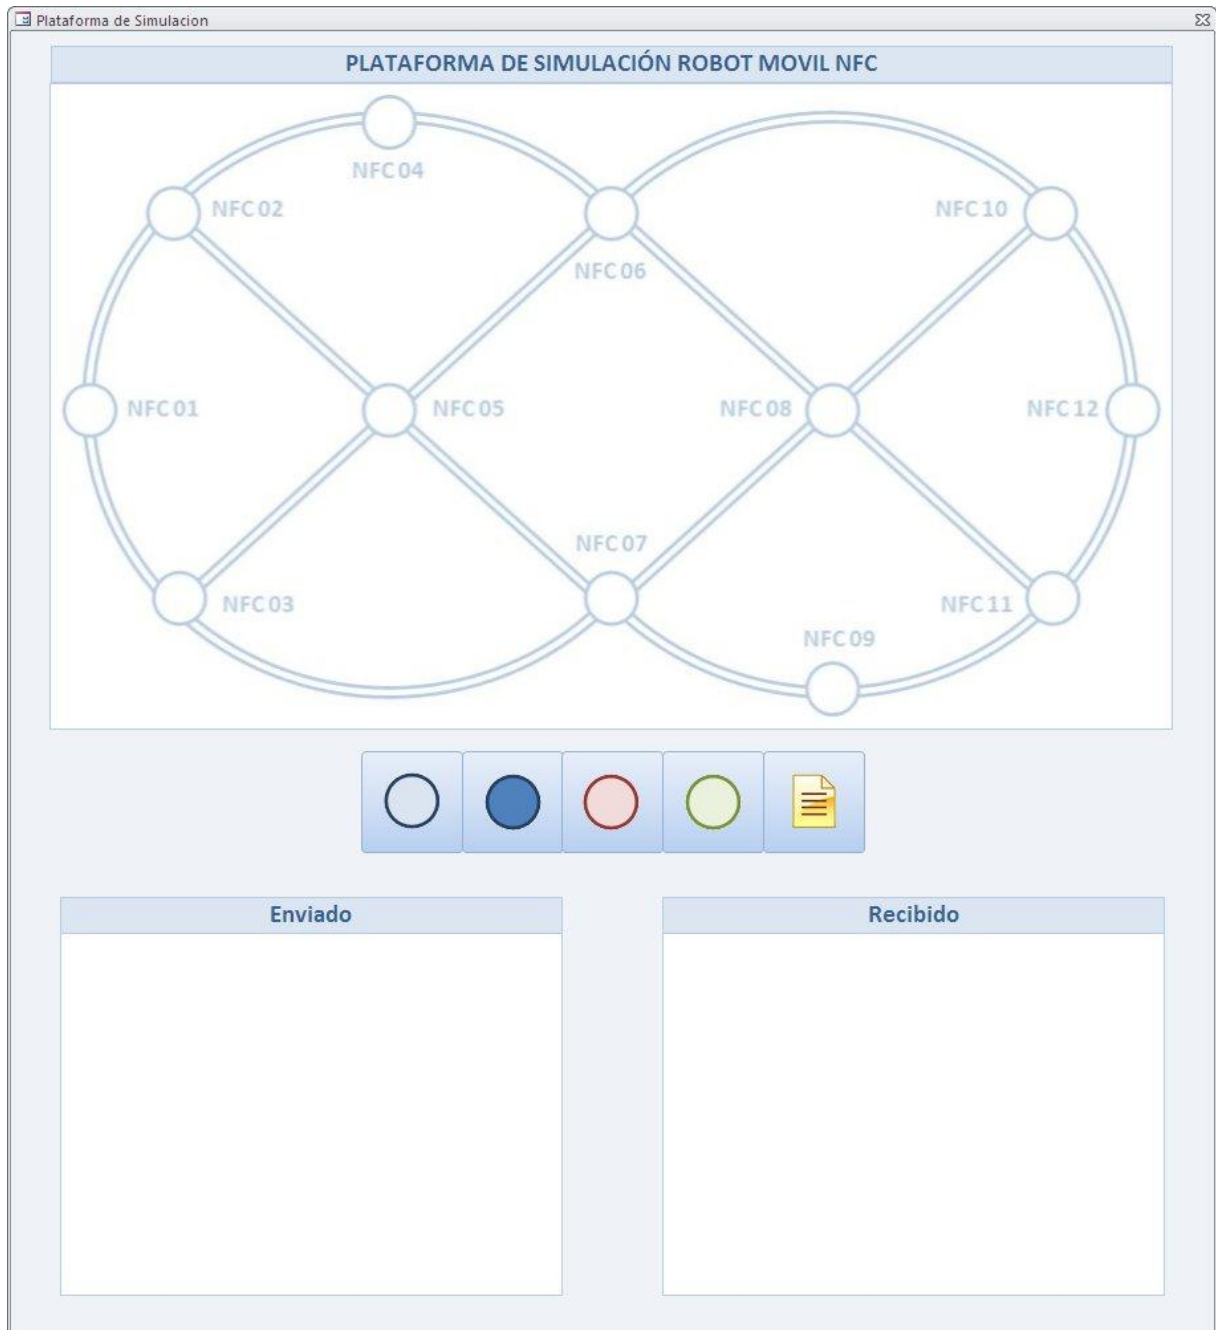 Plataforma de Simulacion
PLATAFORMA DE SIMULACIÓN ROBOT MOVIL NFC
NFC04
NFC02
NFC10
NFC06
NFC01
NFC05
NFC08
NFC12
NFC07
NFC03
NFC11
NFC09
Enviado
Recibido